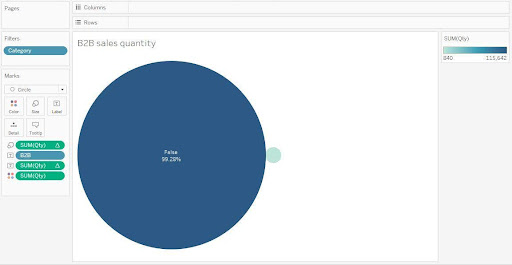 Pages
Columns
Rows
Filters
Category
Marks
Circle
Color
Size
Label
Detail
Tooltip
SUM(Qty)
B2B
SUM(Qty)
SUM(Qty)
B2B sales quantity
False
99.28%
SUM(Qty)
840
115,642